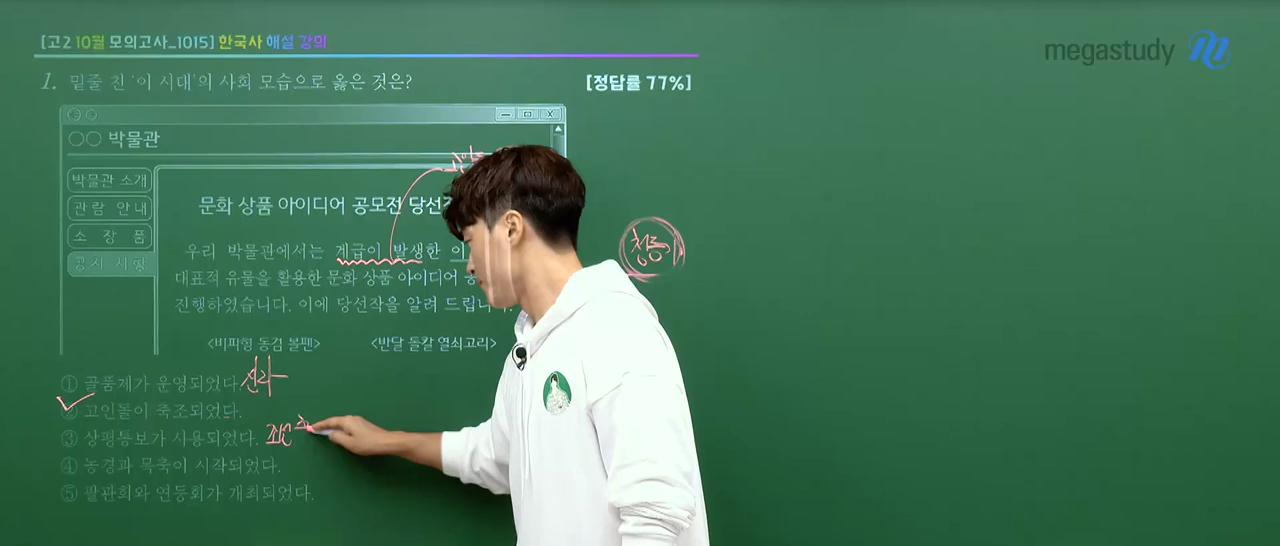 [고2 10월 모의고사_1015] 한국사 해설 강의
megastudy
1. 밑줄 친 '이 시대'의 사회 모습으로 옳은 것은?
[정답률 77%]
○○ 박물관
박물관 소개
관람 안내
소장품
공지 사항
문화 상품 아이디어 공모전 당선작
우리 박물관에서는 계급이 발생한 이
대표적 유물을 활용한 문화 상품 아이디어 공
진행하였습니다. 이에 당선작을 알려 드립니다.
청동기
<비파형 동검 볼펜>
<반달 돌칼 열쇠고리>
① 골품제가 운영되었다. 신라
② 고인돌이 축조되었다.
③ 상평통보가 사용되었다. 조선
④ 농경과 목축이 시작되었다.
⑤ 팔관회와 연등회가 개최되었다.